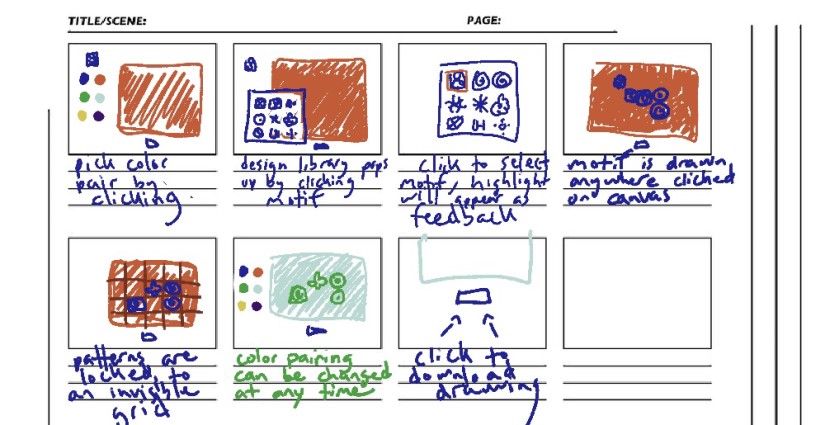 TITLE/SCENE:
PAGE:
pick color
pair by
clicking.
design library pops
up by clicking
motif
click to select
motif, highlight
will appear as
feedback
motif is drawn
anywhere clicked
on canvas
patterns are
locked to
an invisible
grid
color pairing
can be changed
at any time
click to
download
drawing